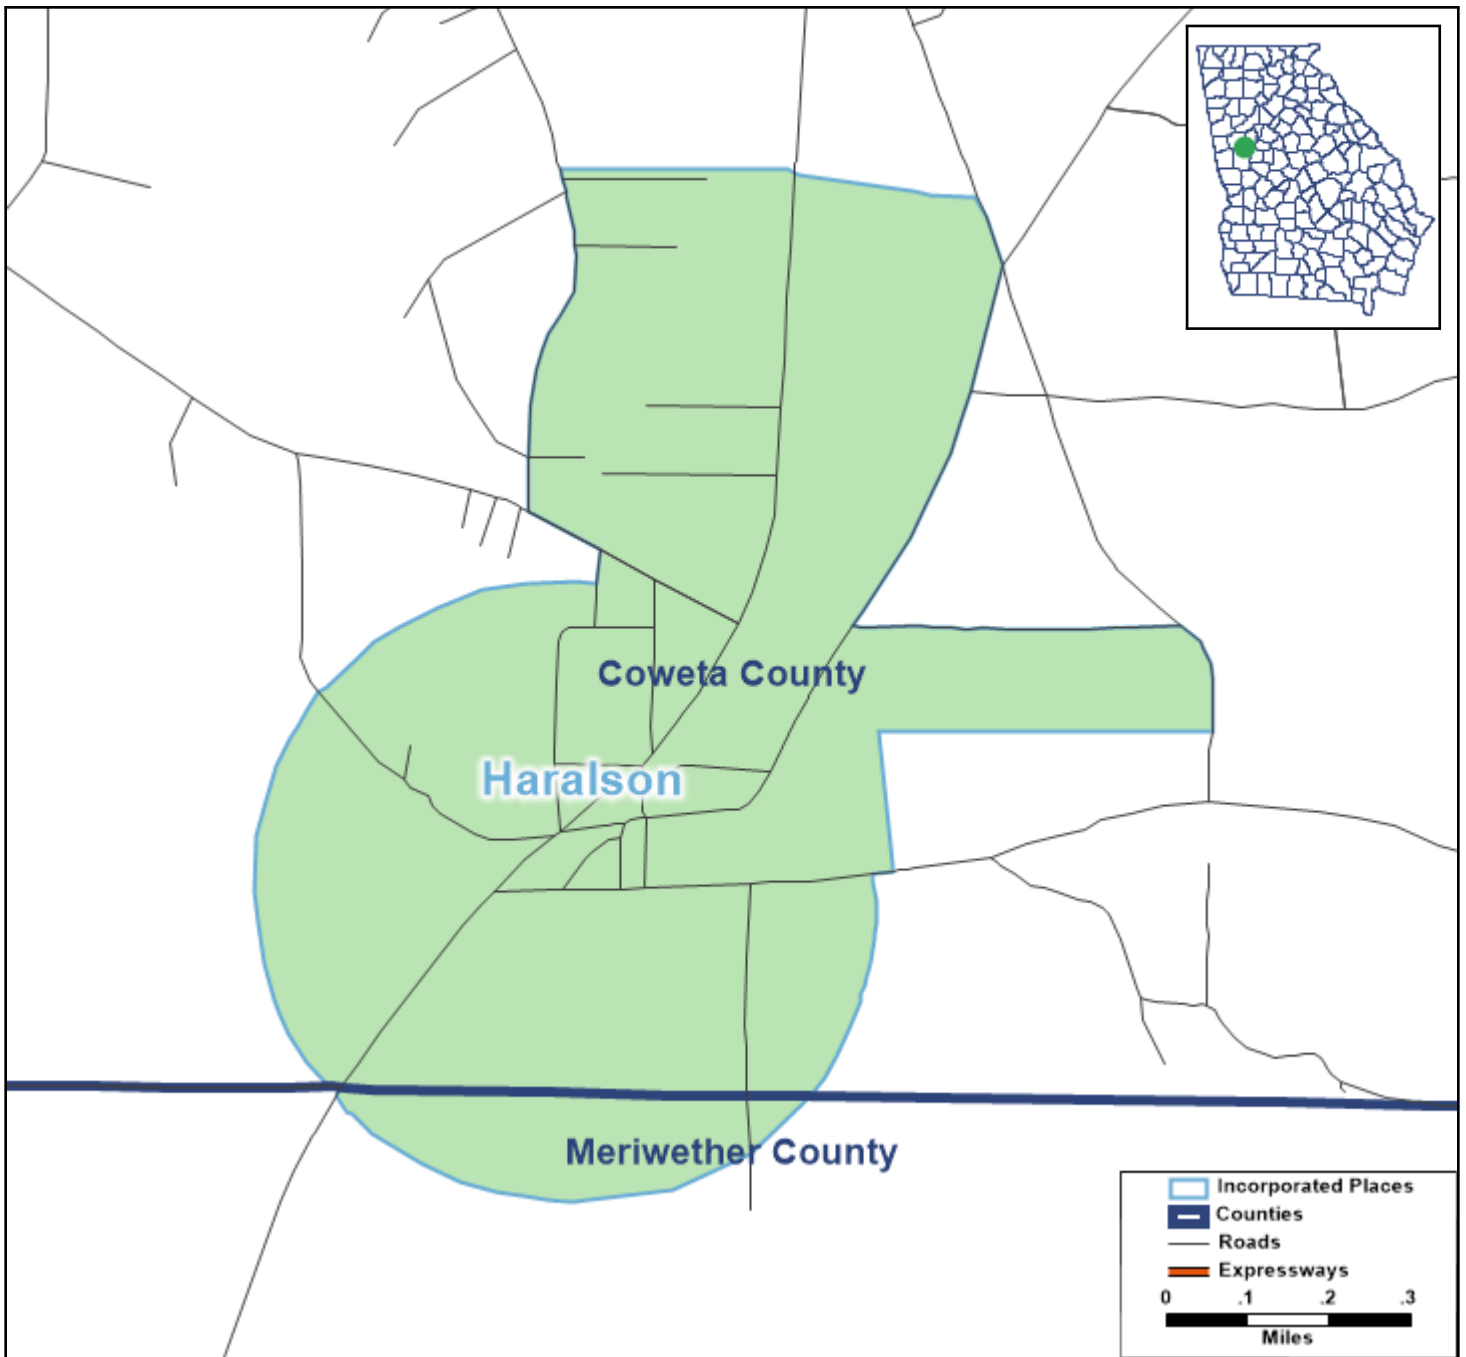 Coweta County
Haralson
Meriwether County
Incorporated Places
Counties
Roads
Expressways
0 .1 .2 .3
Miles